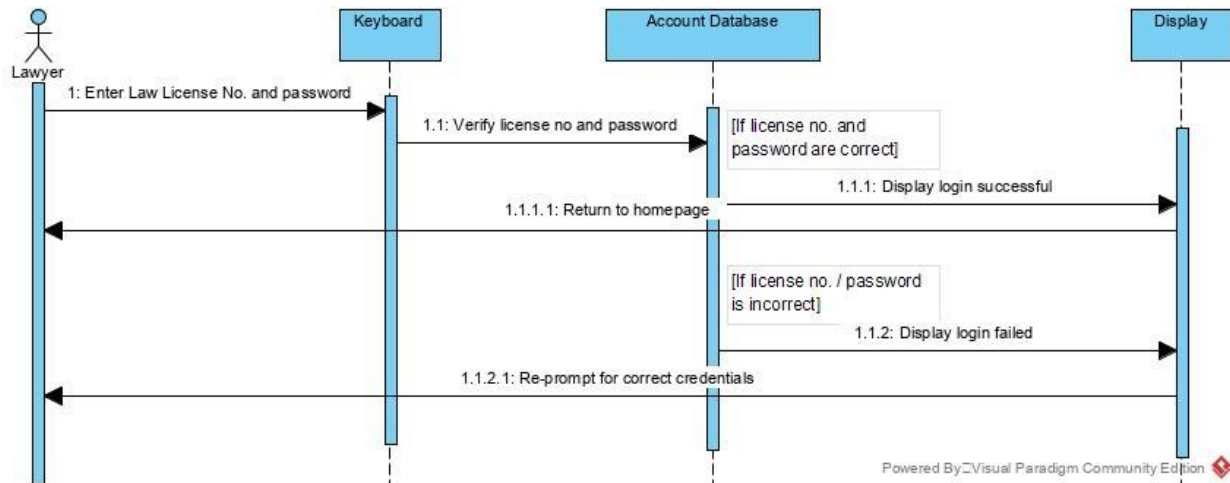 Keyboard
Account Database
Display
Lawyer
1: Enter Law License No. and password
1.1: Verify license no and password
[If license no. and
password are correct]
1.1.1: Display login successful
1.1.1.1: Return to homepage
[If license no. / password
is incorrect]
1.1.2: Display login failed
1.1.2.1: Re-prompt for correct credentials
Powered By Visual Paradigm Community Edition